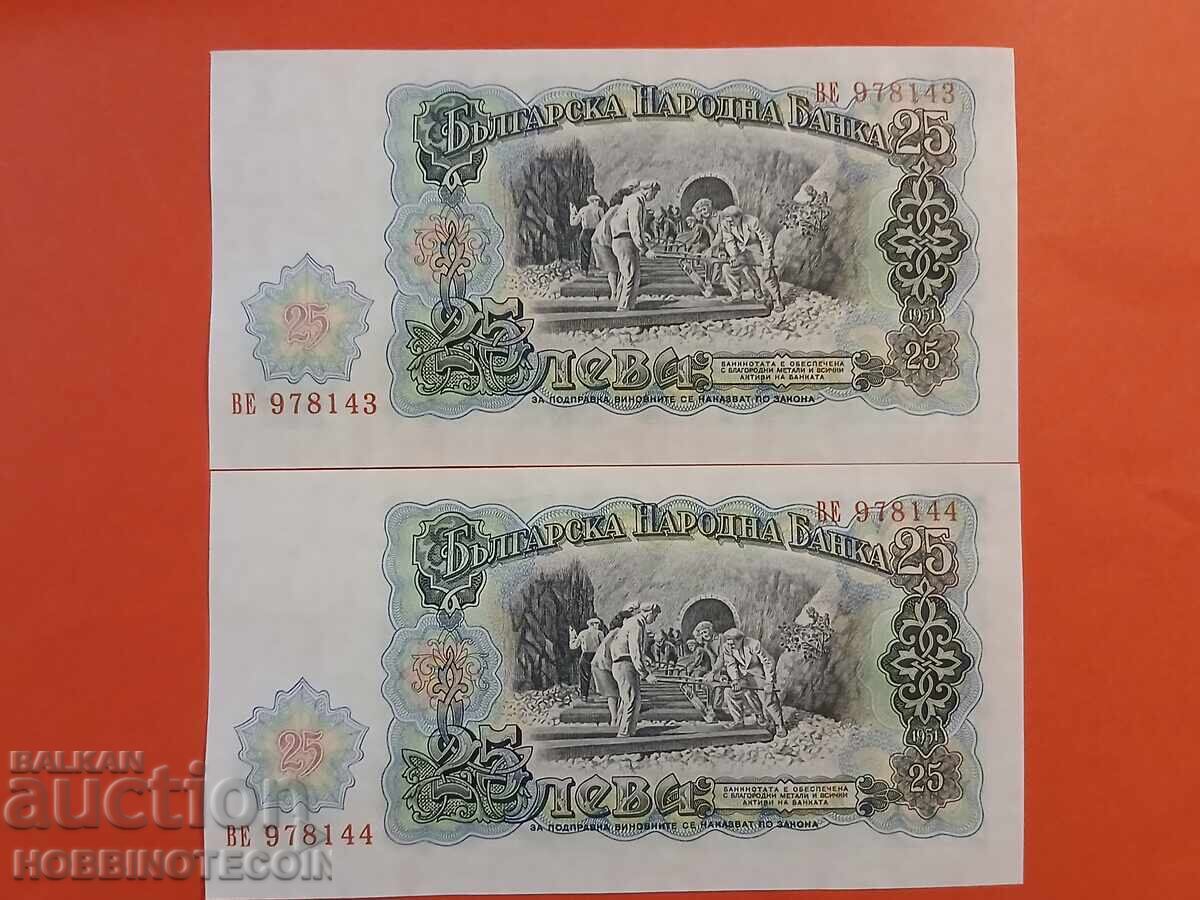 ВЕ 978143
БЪЛГАРСКА НАРОДНА БАНКА
25
25
1951
25
25 ЛЕВА
БАНКНОТАТА Е ОБЕЗПЕЧЕНА
С БЛАГОРОДНИ МЕТАЛИ И ВСИЧКИ
АКТИВИ НА БАНКАТА
ВЕ 978143
ЗА ПОДПРАВКА ВИНОВНИТЕ СЕ НАКАЗВАТ ПО ЗАКОНА
ВЕ 978144
БЪЛГАРСКА НАРОДНА БАНКА
25
25
1951
25
25 ЛЕВА
БАНКНОТАТА Е ОБЕЗПЕЧЕНА
С БЛАГОРОДНИ МЕТАЛИ И ВСИЧКИ
АКТИВИ НА БАНКАТА
ЗА ПОДПРАВКА ВИНОВНИТЕ СЕ НАКАЗВАТ ПО ЗАКОНА
ВЕ 978144
BALKAN
auction
HOBBINOTECOIN